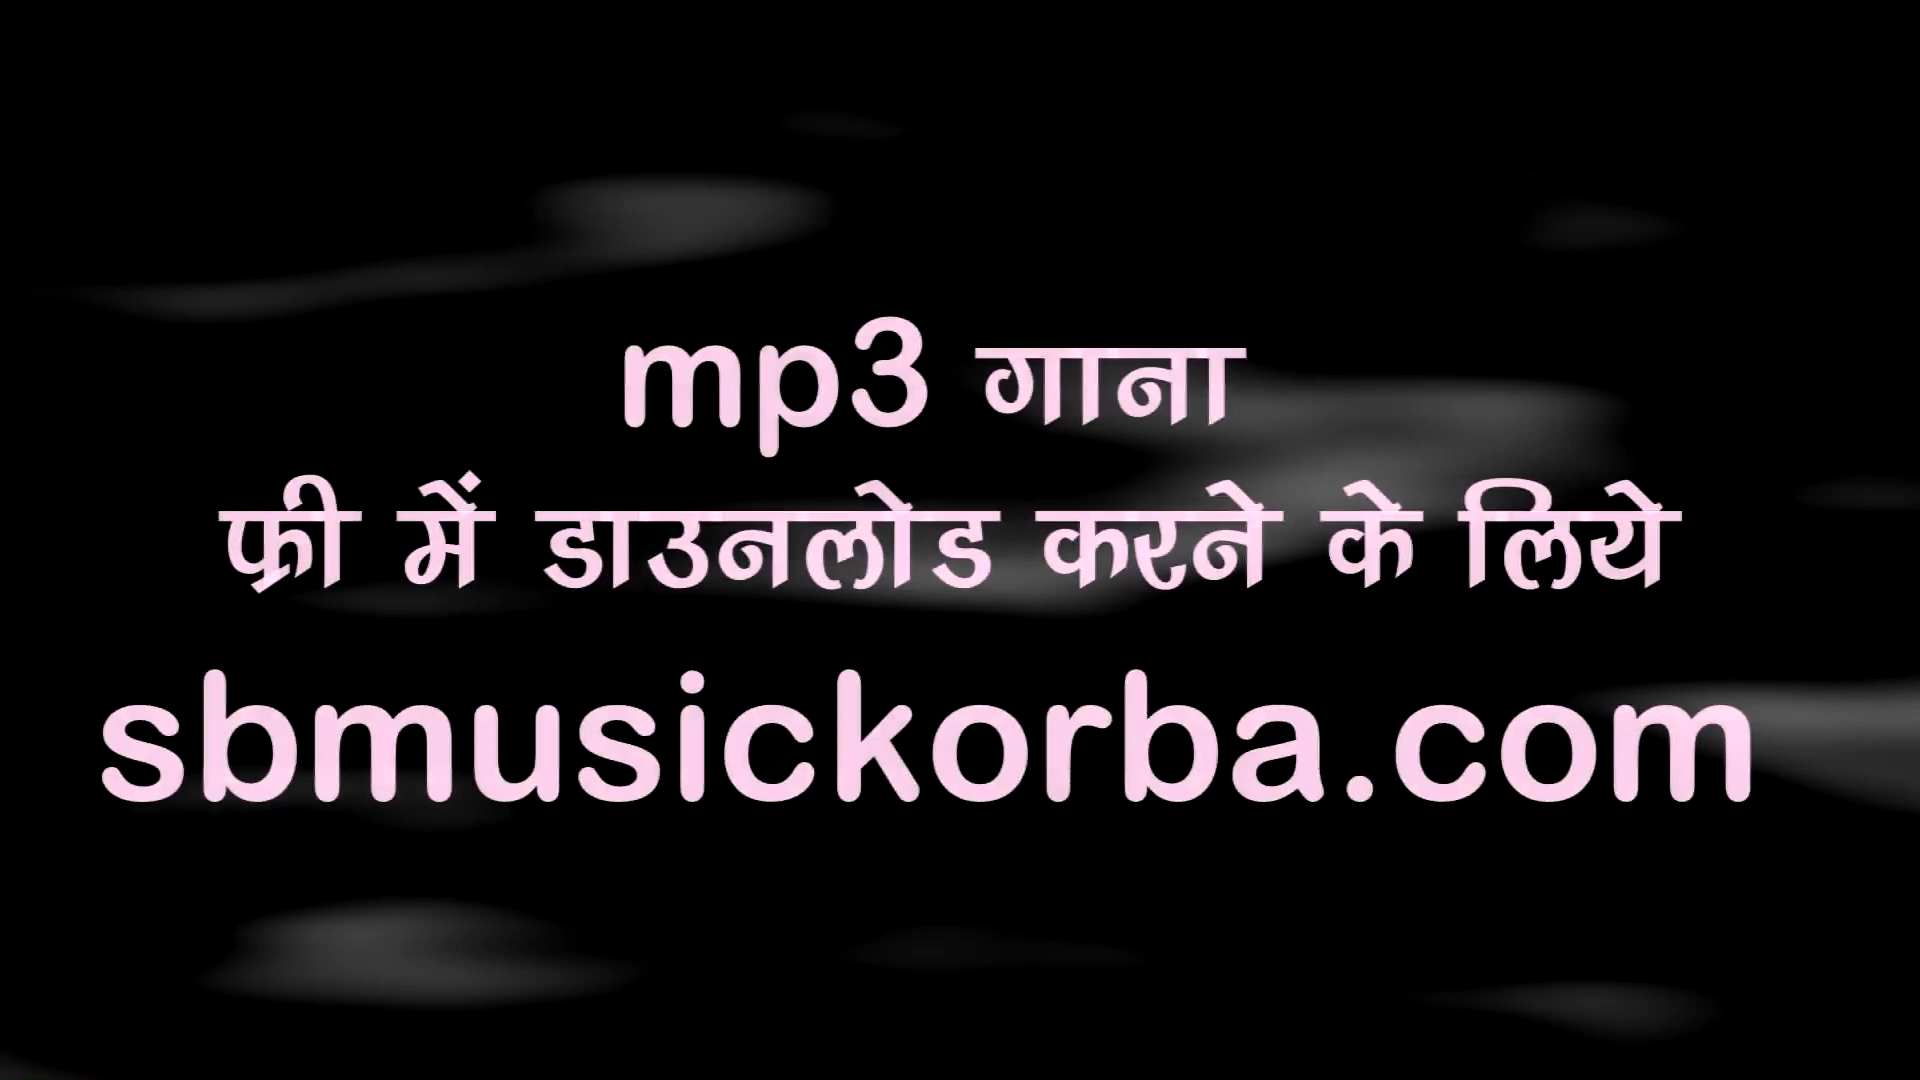 mp3 गाना
फ्री में डाउनलोड करने के लिये
sbmusickorba.com